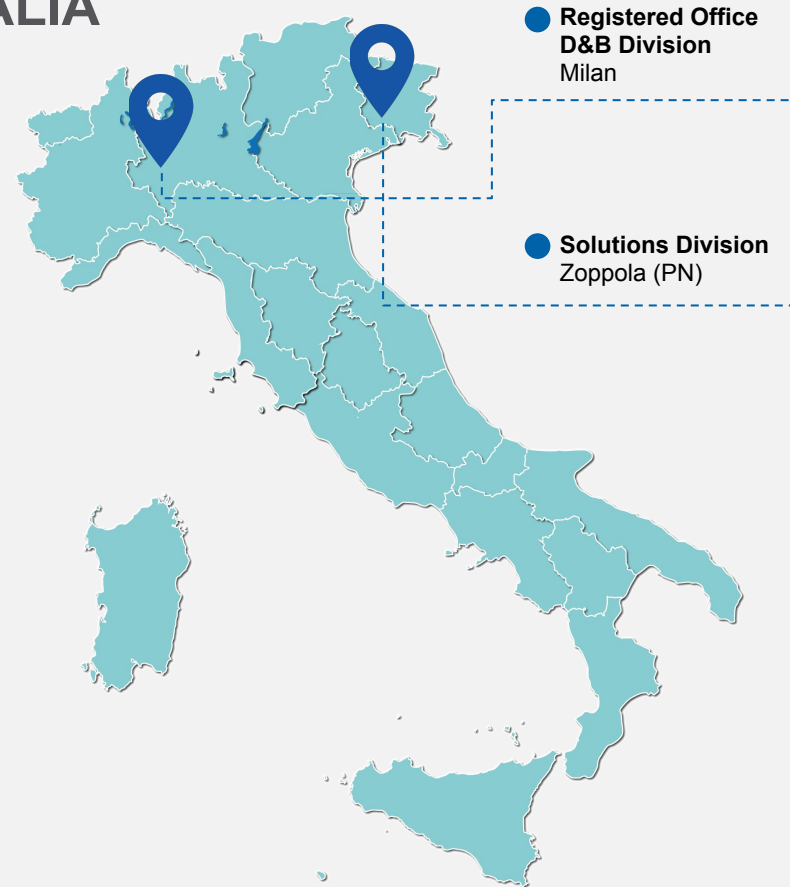 ALIA
Registered Office
D&B Division
Milan
Solutions Division
Zoppola (PN)